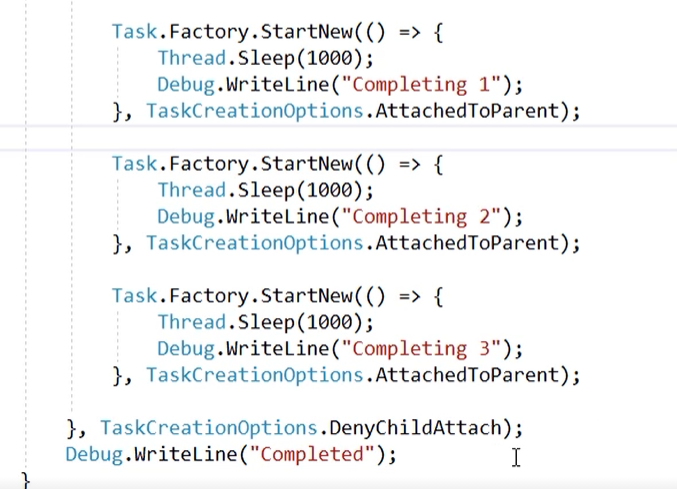 Task.Factory.StartNew(() => {
Thread.Sleep(1000);
Debug.WriteLine("Completing 1");
}, TaskCreationOptions.AttachedToParent);
Task.Factory.StartNew(() => {
Thread.Sleep(1000);
Debug.WriteLine("Completing 2");
}, TaskCreationOptions.AttachedToParent);
Task.Factory.StartNew(() => {
Thread.Sleep(1000);
Debug.WriteLine("Completing 3");
}, TaskCreationOptions.AttachedToParent);
}, TaskCreationOptions.DenyChildAttach);
Debug.WriteLine("Completed");
}